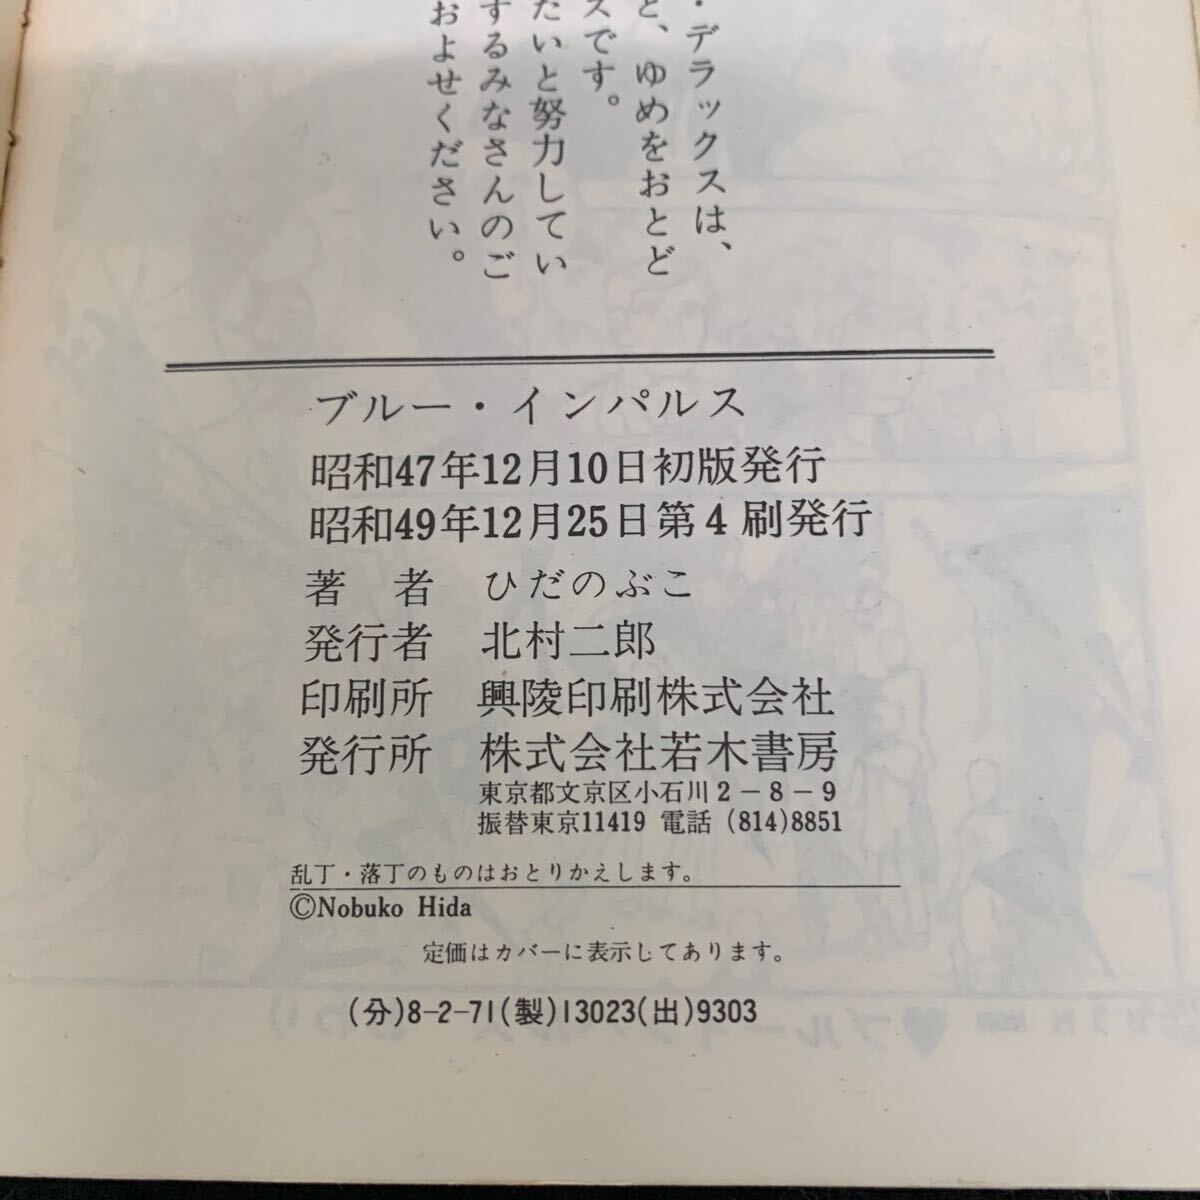 ・デラックスは、
と、ゆめをおとど
スです。
たいと努力してい
するみなさんのご
およせください。
ブルー・インパルス
昭和47年12月10日初版発行
昭和49年12月25日第4刷発行
著　者　ひだのぶこ
発行者　北村二郎
印刷所　興陵印刷株式会社
発行所　株式会社若木書房
東京都文京区小石川2－8－9
振替東京11419 電話 (814)8851
乱丁・落丁のものはおとりかえします。
©Nobuko Hida
定価はカバーに表示してあります。
(分)8-2-71(製)13023(出)9303